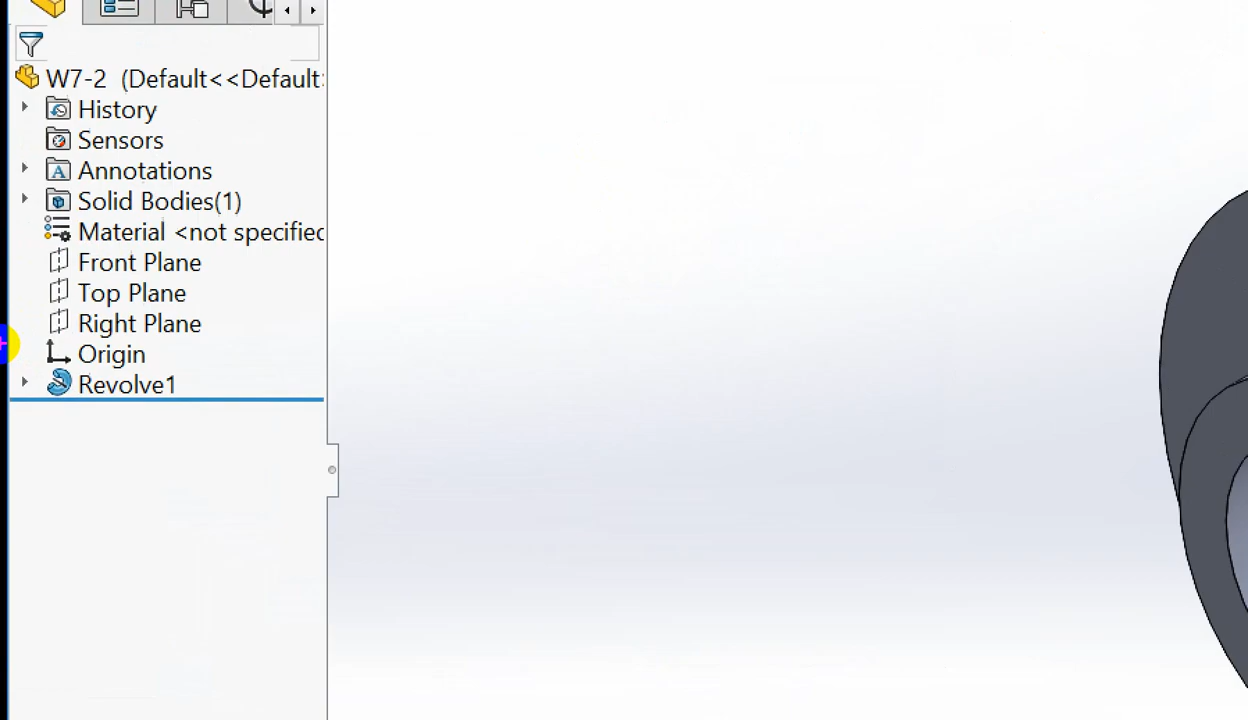 W7-2 (Default<<Default
History
Sensors
Annotations
Solid Bodies(1)
Material <not specified
Front Plane
Top Plane
Right Plane
Origin
Revolve1